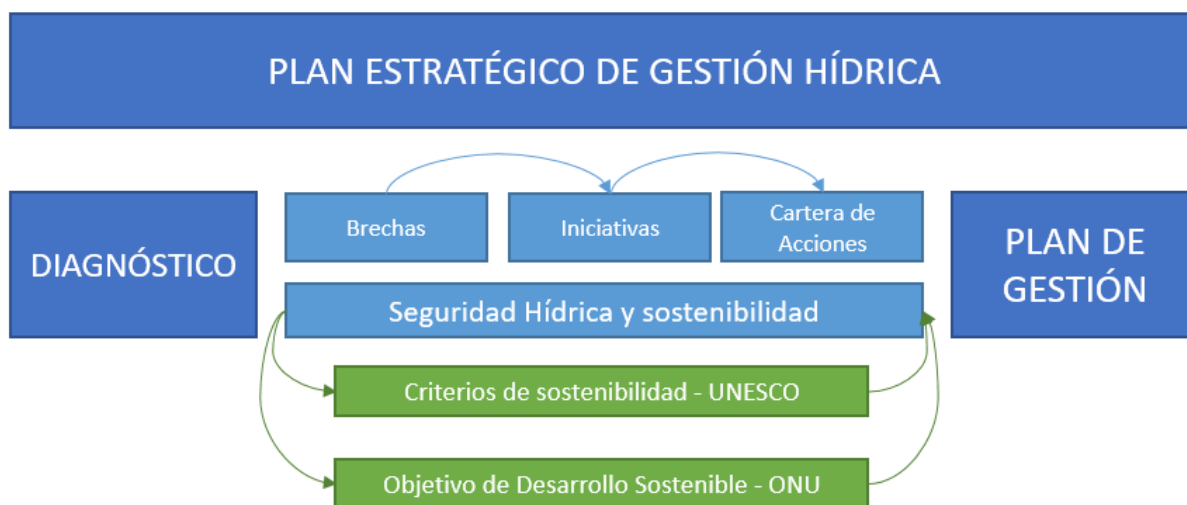 PLAN ESTRATÉGICO DE GESTIÓN HÍDRICA
DIAGNÓSTICO
Brechas
Iniciativas
Cartera de
Acciones
Seguridad Hídrica y sostenibilidad
Criterios de sostenibilidad - UNESCO
Objetivo de Desarrollo Sostenible - ONU
PLAN DE
GESTIÓN